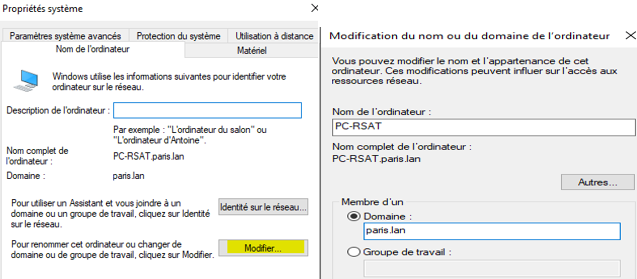 Propriétés système
Paramètres système avancés
Protection du système
Utilisation à distance
Nom de l'ordinateur
Matériel
Windows utilise les informations suivantes pour identifier votre
ordinateur sur le réseau.
Description de l'ordinateur :
Par exemple : "L'ordinateur du salon" ou
"L'ordinateur d'Antoine".
Nom complet de
l'ordinateur :
PC-RSAT.paris.lan
Domaine :
paris.lan
Pour utiliser un Assistant et vous joindre à un
domaine ou un groupe de travail, cliquez sur Identité
sur le réseau.
Identité sur le réseau...
Pour renommer cet ordinateur ou changer de
domaine ou de groupe de travail, cliquez sur Modifier.
Modifier...
Modification du nom ou du domaine de l'ordinateur
Vous pouvez modifier le nom et l'appartenance de cet
ordinateur. Ces modifications peuvent influer sur l'accès aux
ressources réseau.
Nom de l'ordinateur :
PC-RSAT
Nom complet de l'ordinateur :
PC-RSAT.paris.lan
Autres...
Membre d'un
Domaine :
paris.lan
Groupe de travail :